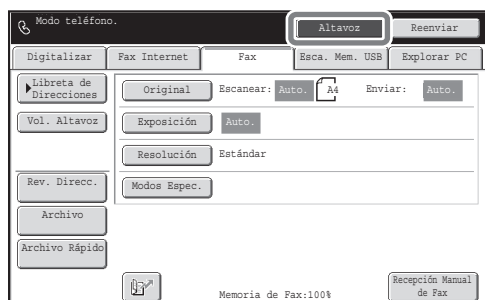 Modo teléfono.
Altavoz
Reenviar
Digitalizar
Fax Internet
Fax
Esca. Mem. USB
Explorar PC
Libreta de
Direcciones
Original
Escanear:
Auto.
A4
Enviar:
Auto.
Vol. Altavoz
Exposición
Auto.
Resolución
Estándar
Rev. Direcc.
Modos Espec.
Archivo
Archivo Rápido
Memoria de Fax:100%
Recepción Manual
de Fax